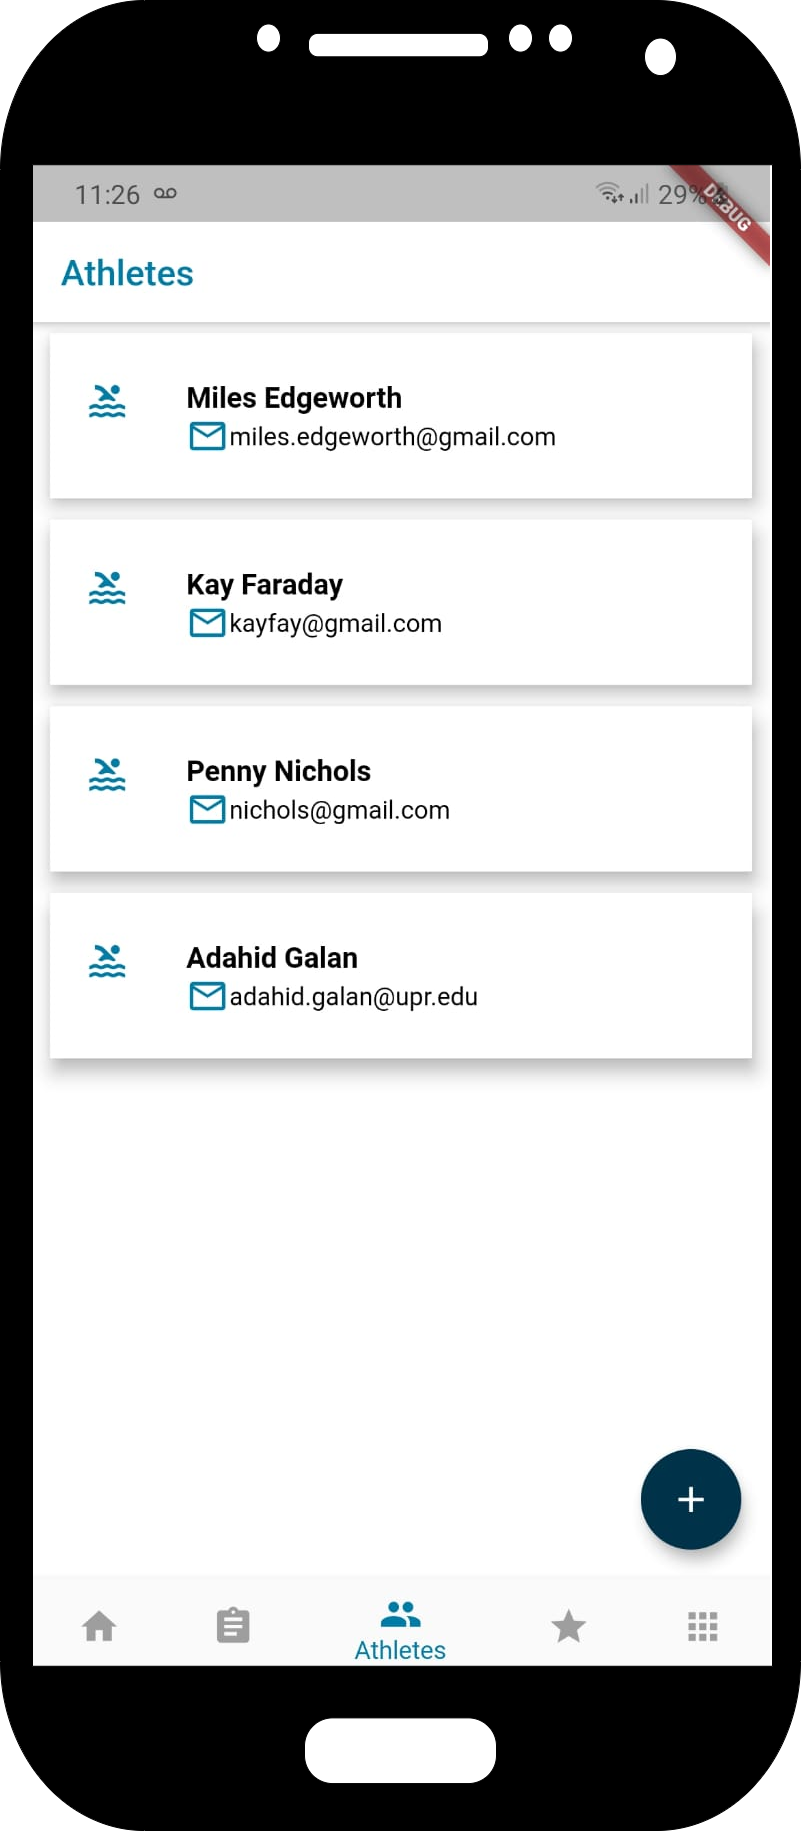 11:26
29%
DEBUG
Athletes
Miles Edgeworth
miles.edgeworth@gmail.com
Kay Faraday
kayfay@gmail.com
Penny Nichols
nichols@gmail.com
Adahid Galan
adahid.galan@upr.edu
Athletes